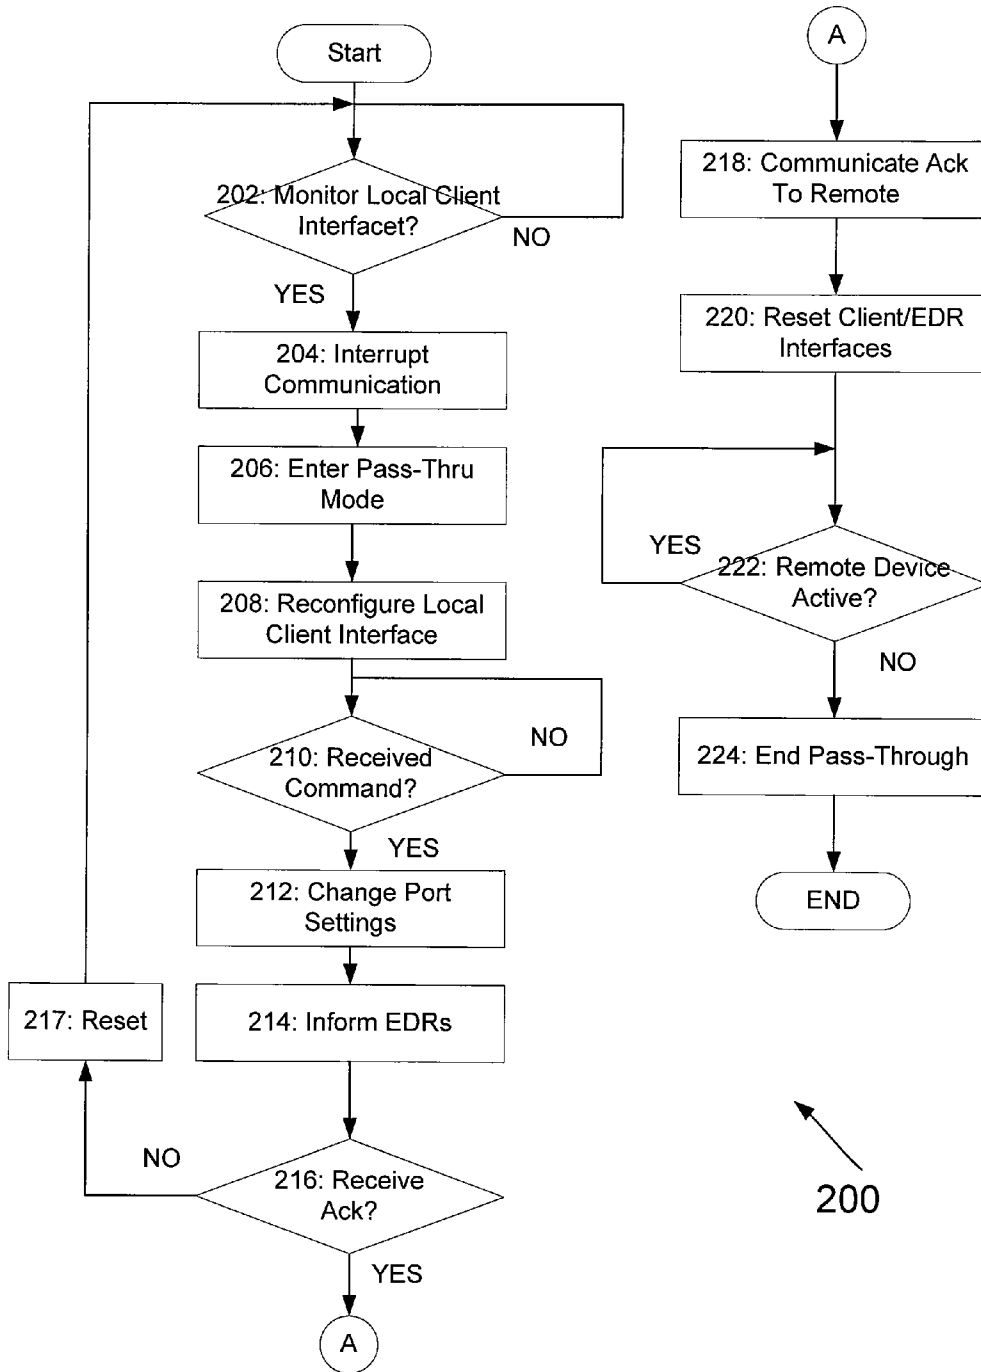 Start
202: Monitor Local Client
Interfacet?
NO
YES
204: Interrupt
Communication
206: Enter Pass-Thru
Mode
208: Reconfigure Local
Client Interface
210: Received
Command?
NO
YES
212: Change Port
Settings
217: Reset
214: Inform EDRs
NO
216: Receive
Ack?
YES
A
A
218: Communicate Ack
To Remote
220: Reset Client/EDR
Interfaces
YES
222: Remote Device
Active?
NO
224: End Pass-Through
END
200